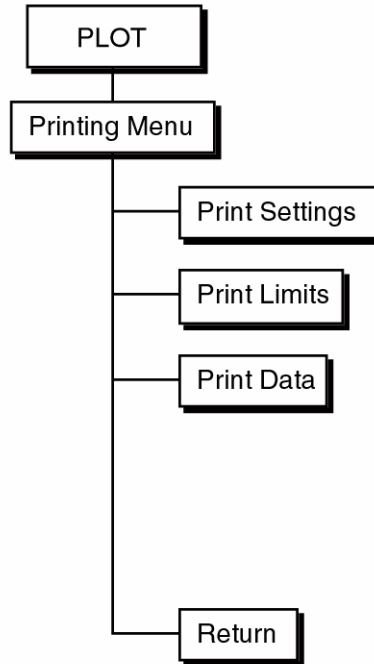 PLOT
Printing Menu
Print Settings
Print Limits
Print Data
Return